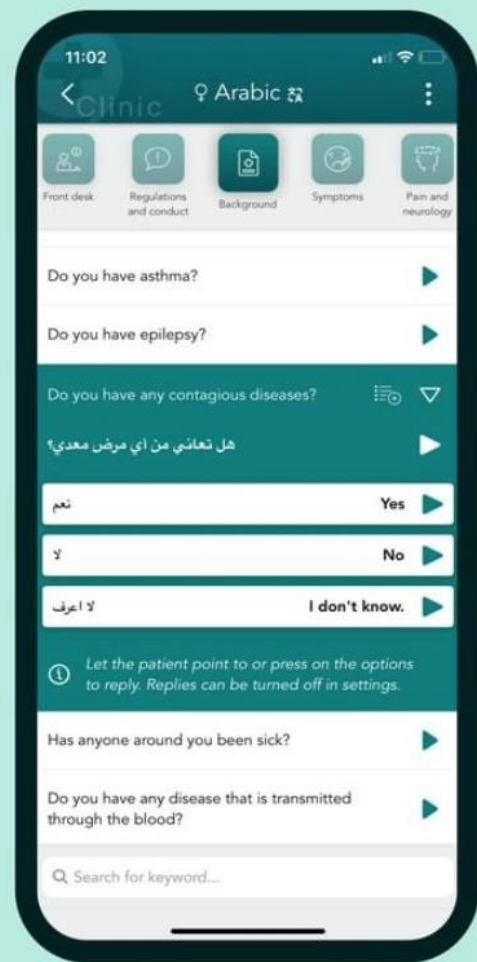 11:02
Clinic
♀ Arabic
Front desk
Regulations
and conduct
Background
Symptoms
Pain and
neurology
Do you have asthma?
Do you have epilepsy?
Do you have any contagious diseases?
هل تعاني من اي مرض معدي؟
نعم Yes
لا No
لا اعرف I don't know.
Let the patient point to or press on the options
to reply. Replies can be turned off in settings.
Has anyone around you been sick?
Do you have any disease that is transmitted
through the blood?
Search for keyword...